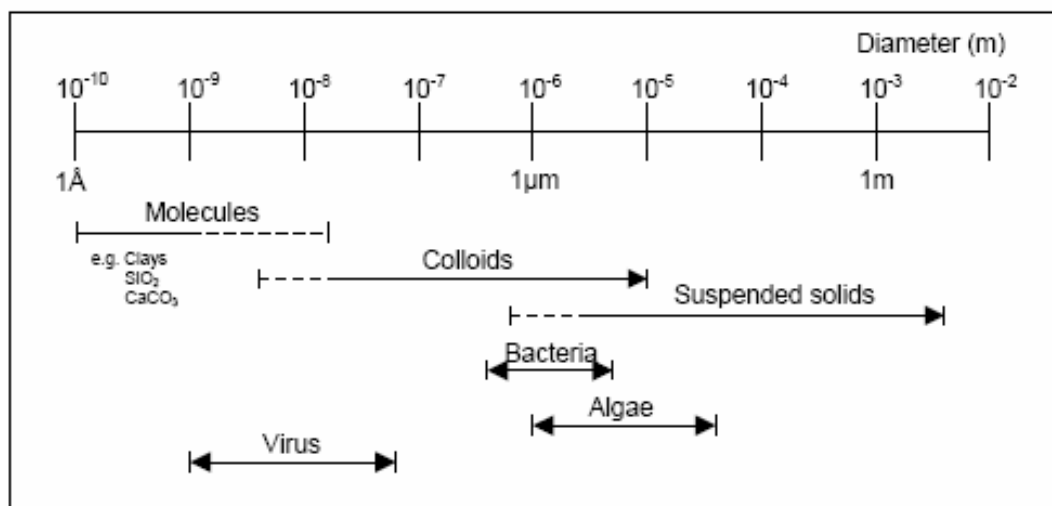 Diameter (m)
10⁻¹⁰ 10⁻⁹ 10⁻⁸ 10⁻⁷ 10⁻⁶ 10⁻⁵ 10⁻⁴ 10⁻³ 10⁻²
1Å 1µm 1m
Molecules
e.g. Clays
SIO₂
CaCO₃
Colloids
Suspended solids
Bacteria
Algae
Virus